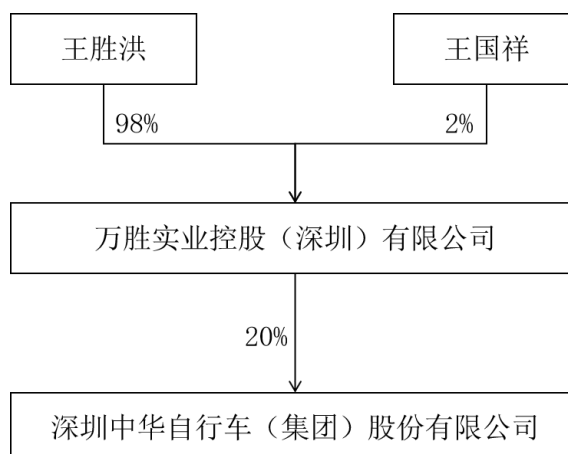 王胜洪
王国祥
98%
2%
万胜实业控股（深圳）有限公司
20%
深圳中华自行车（集团）股份有限公司